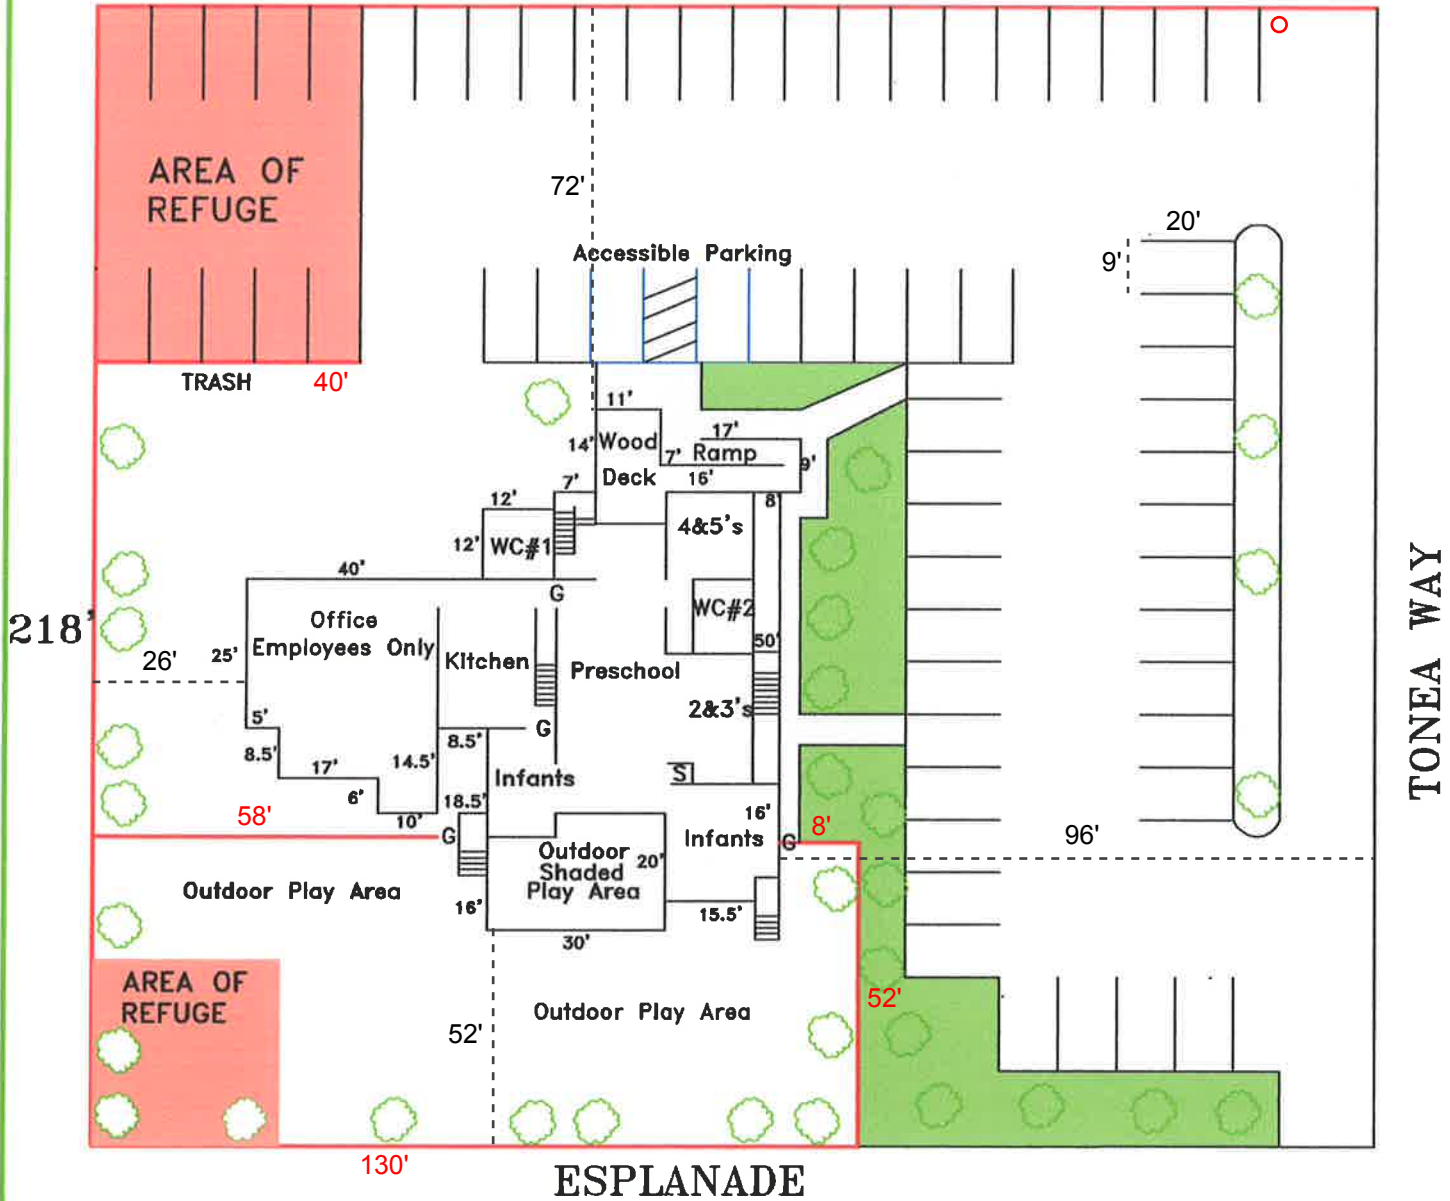 AREA OF
REFUGE
72'
Accessible Parking
20'
9'
TRASH
40'
11'
14'
Wood
Deck
17'
7'
Ramp
9'
16'
7'
12'
8'
4&5's
12'
WC#1
40'
G
WC#2
218'
Office
Employees Only
25'
26'
Kitchen
Preschool
50'
2&3's
5'
8.5'
17'
14.5'
8.5'
G
Infants
S
6'
10'
18.5'
16'
58'
G
Infants
G
8'
96'
Outdoor
Shaded
Play Area
20'
Outdoor Play Area
16'
15.5'
30'
AREA OF
REFUGE
52'
Outdoor Play Area
52'
130'
ESPLANADE
TONEA WAY